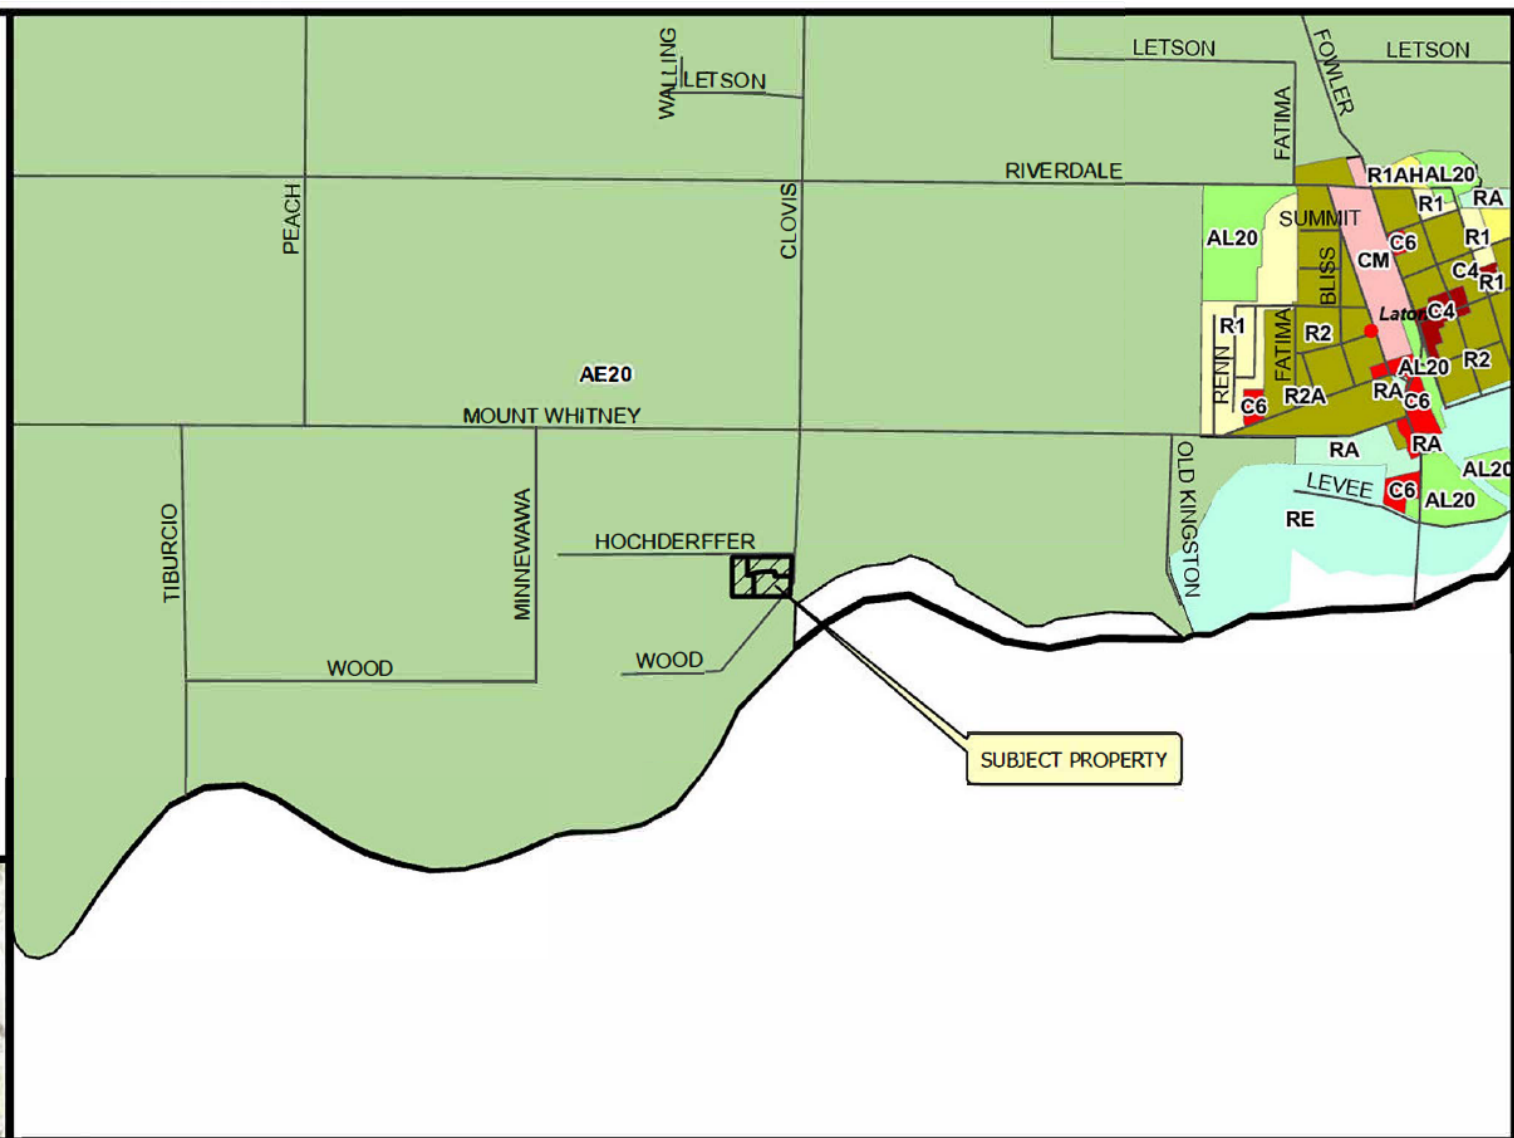 WALLING
LETSON
LETSON
FOWLER
LETSON
FATIMA
RIVERDALE
R1AH
AL20
RA
R1
PEACH
CLOVIS
AL20
SUMMIT
C6
R1
BLISS
CM
C4
R1
C4
R1
R2
FATIMA
RENN
AL20
R2
AE20
RA
C6
R2A
C6
MOUNT WHITNEY
RA
RA
OLD KINGSTON
LEVEE
C6
AL20
AL20
RE
TIBURCIO
MINNEWAWA
HOCHDERFFER
WOOD
WOOD
SUBJECT PROPERTY